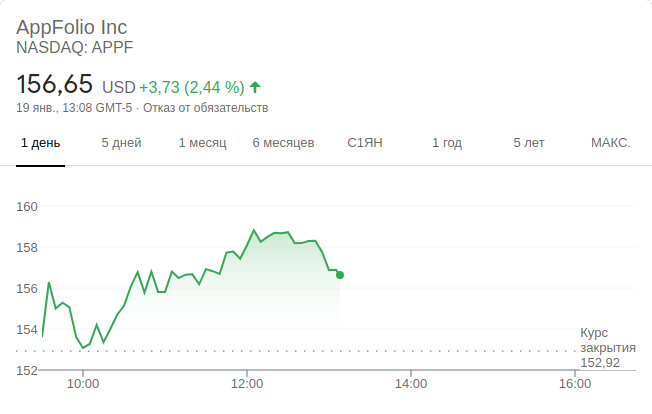 AppFolio Inc
NASDAQ: APPF
156,65 USD +3,73 (2,44 %)
19 янв., 13:08 GMT-5 · Отказ от обязательств
1 день 5 дней 1 месяц 6 месяцев С1ЯН 1 год 5 лет МАКС.
160
158
156
154
152
Курс
закрытия
152,92
10:00 12:00 14:00 16:00